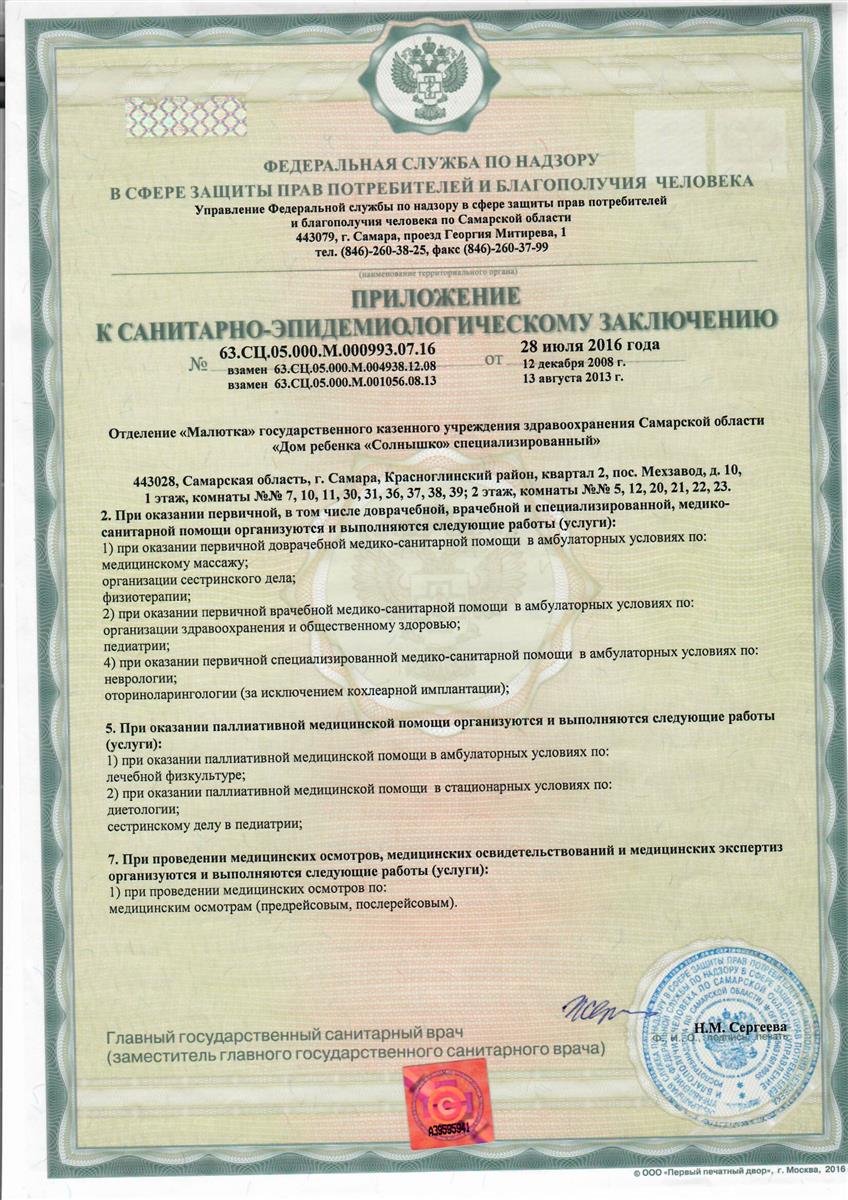 ФЕДЕРАЛЬНАЯ СЛУЖБА ПО НАДЗОРУ
В СФЕРЕ ЗАЩИТЫ ПРАВ ПОТРЕБИТЕЛЕЙ И БЛАГОПОЛУЧИЯ ЧЕЛОВЕКА
Управление Федеральной службы по надзору в сфере защиты прав потребителей
и благополучия человека по Самарской области
443079, г. Самара, проезд Георгия Митирева, 1
тел. (846)-260-38-25, факс (846)-260-37-99
(наименование территориального органа)
ПРИЛОЖЕНИЕ
К САНИТАРНО-ЭПИДЕМИОЛОГИЧЕСКОМУ ЗАКЛЮЧЕНИЮ
№ 63.СЦ.05.000.М.000993.07.16 от 28 июля 2016 года
взамен 63.СЦ.05.000.М.004938.12.08 12 декабря 2008 г.
взамен 63.СЦ.05.000.М.001056.08.13 13 августа 2013 г.
Отделение «Малютка» государственного казенного учреждения здравоохранения Самарской области
«Дом ребенка «Солнышко» специализированный»
443028, Самарская область, г. Самара, Красноглинский район, квартал 2, пос. Мехзавод, д. 10,
1 этаж, комнаты №№ 7, 10, 11, 30, 31, 36, 37, 38, 39; 2 этаж, комнаты №№ 5, 12, 20, 21, 22, 23.
2. При оказании первичной, в том числе доврачебной, врачебной и специализированной, медико-
санитарной помощи организуются и выполняются следующие работы (услуги):
1) при оказании первичной доврачебной медико-санитарной помощи в амбулаторных условиях по:
медицинскому массажу;
организации сестринского дела;
физиотерапии;
2) при оказании первичной врачебной медико-санитарной помощи в амбулаторных условиях по:
организации здравоохранения и общественному здоровью;
педиатрии;
4) при оказании первичной специализированной медико-санитарной помощи в амбулаторных условиях по:
неврологии;
оториноларингологии (за исключением кохлеарной имплантации);
5. При оказании паллиативной медицинской помощи организуются и выполняются следующие работы
(услуги):
1) при оказании паллиативной медицинской помощи в амбулаторных условиях по:
лечебной физкультуре;
2) при оказании паллиативной медицинской помощи в стационарных условиях по:
диетологии;
сестринскому делу в педиатрии;
7. При проведении медицинских осмотров, медицинских освидетельствований и медицинских экспертиз
организуются и выполняются следующие работы (услуги):
1) при проведении медицинских осмотров по:
медицинским осмотрам (предрейсовым, послерейсовым).
Главный государственный санитарный врач
(заместитель главного государственного санитарного врача)
Н.М. Сергеева
Ф. И. О., подпись, печать
А39595941
© ООО «Первый печатный двор», г. Москва, 2016